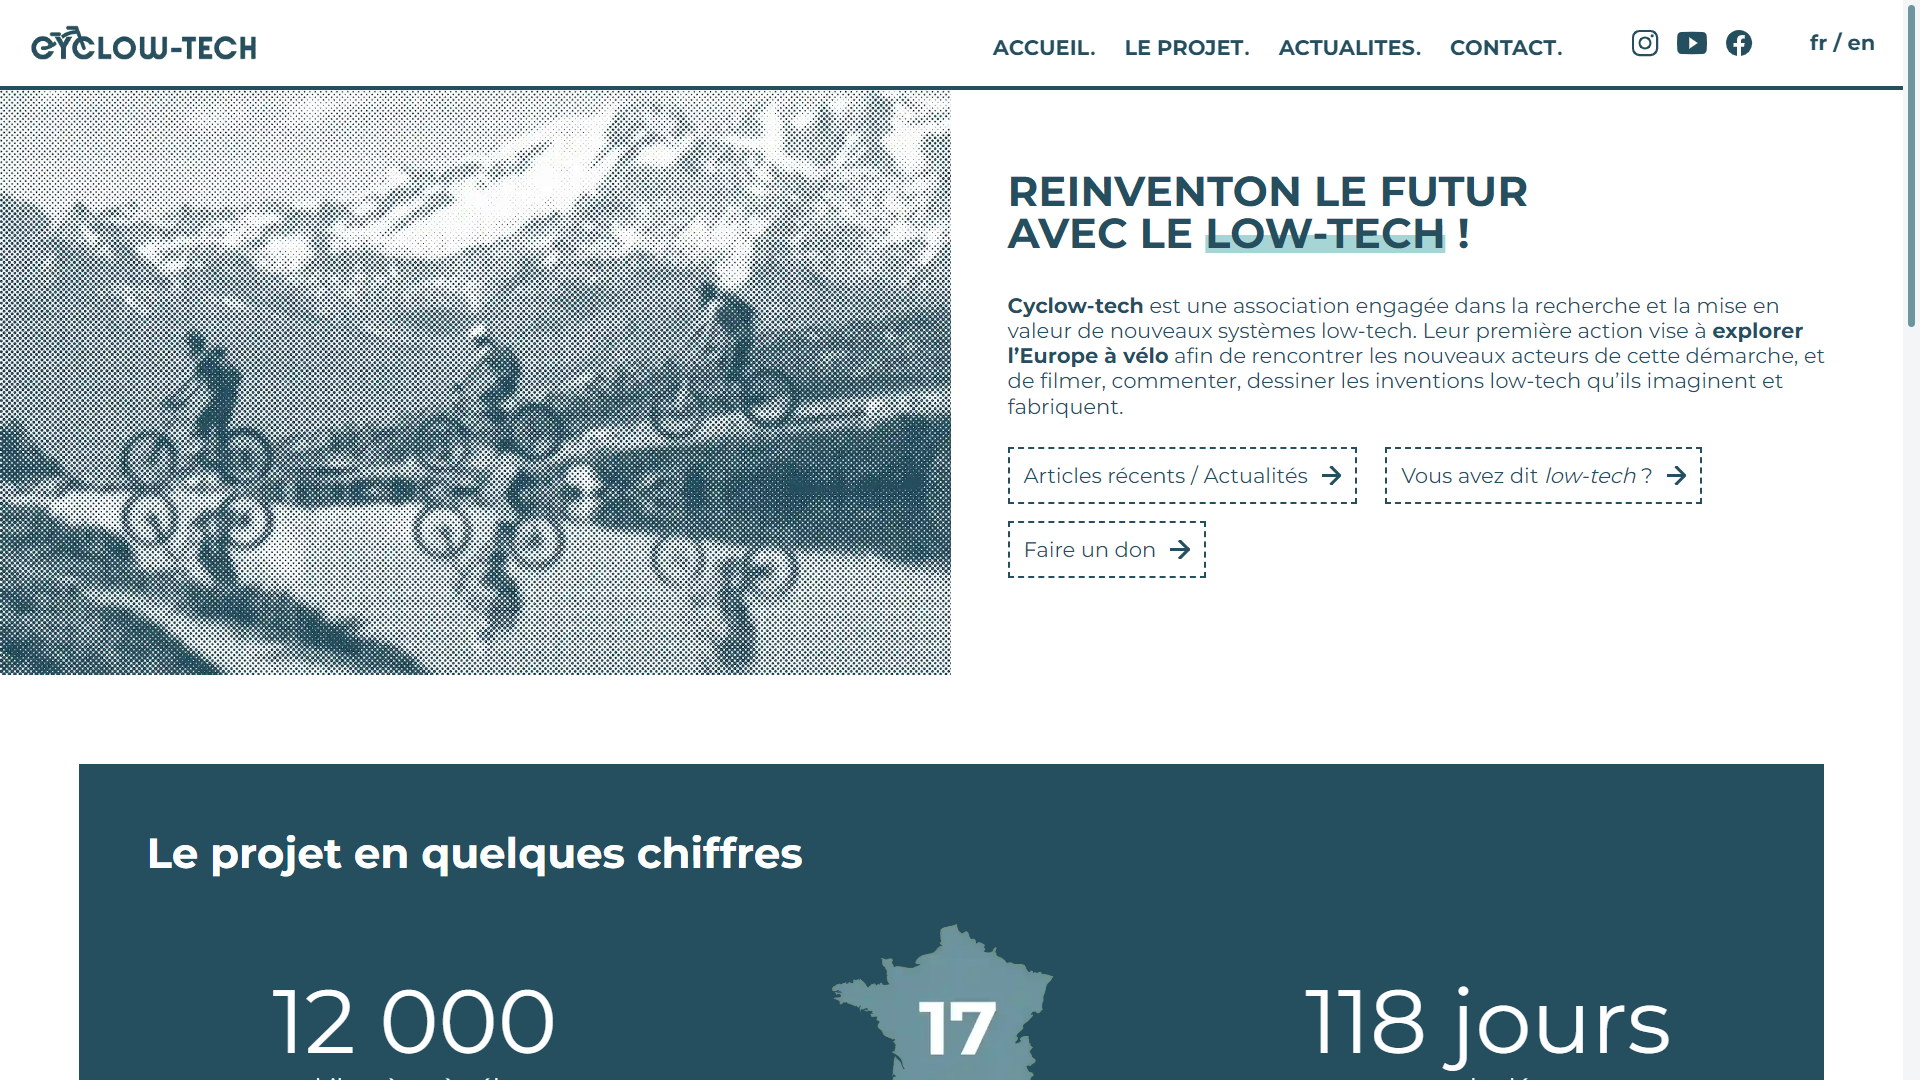 CYCLOW-TECH
ACCUEIL.
LE PROJET.
ACTUALITES.
CONTACT.
fr / en
REINVENTON LE FUTUR
AVEC LE LOW-TECH !
Cyclow-tech est une association engagée dans la recherche et la mise en
valeur de nouveaux systèmes low-tech. Leur première action vise à explorer
l’Europe à vélo afin de rencontrer les nouveaux acteurs de cette démarche, et
de filmer, commenter, dessiner les inventions low-tech qu’ils imaginent et
fabriquent.
Articles récents / Actualités
Vous avez dit low-tech ?
Faire un don
Le projet en quelques chiffres
12 000
17
118 jours